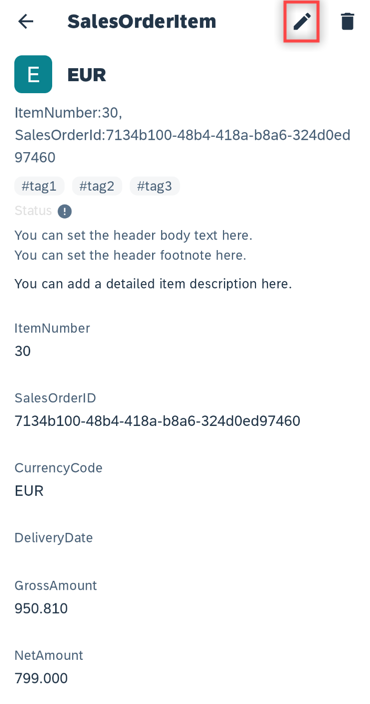 SalesOrderItem
E
EUR
ItemNumber:30,
SalesOrderId:7134b100-48b4-418a-b8a6-324d0ed
97460
#tag1 #tag2 #tag3
Status
You can set the header body text here.
You can set the header footnote here.
You can add a detailed item description here.
ItemNumber
30
SalesOrderID
7134b100-48b4-418a-b8a6-324d0ed97460
CurrencyCode
EUR
DeliveryDate
GrossAmount
950.810
NetAmount
799.000